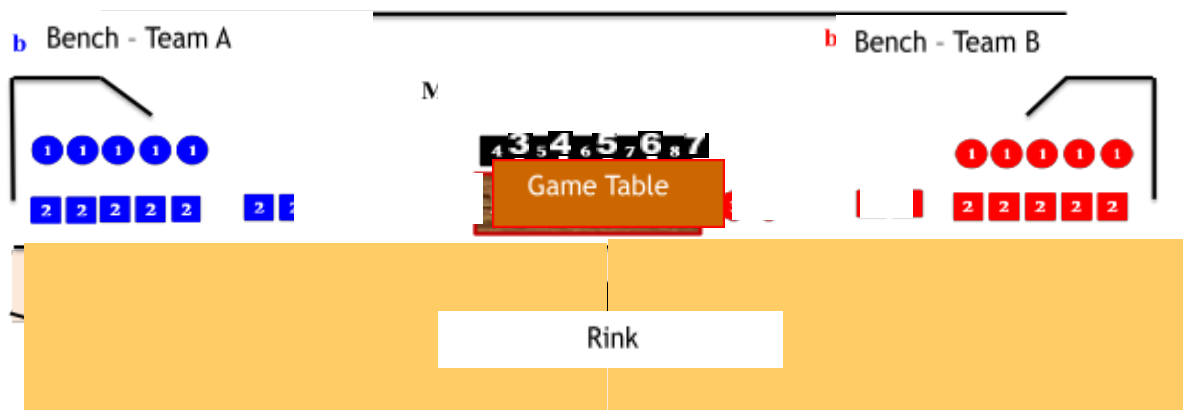 b Bench - Team A
b Bench - Team B
M
1 1 1 1 1
4 3 5 4 6 5 7 6 8 7
1 1 1 1 1
Game Table
2 2 2 2 2
2 2
2 2 2 2 2
Rink